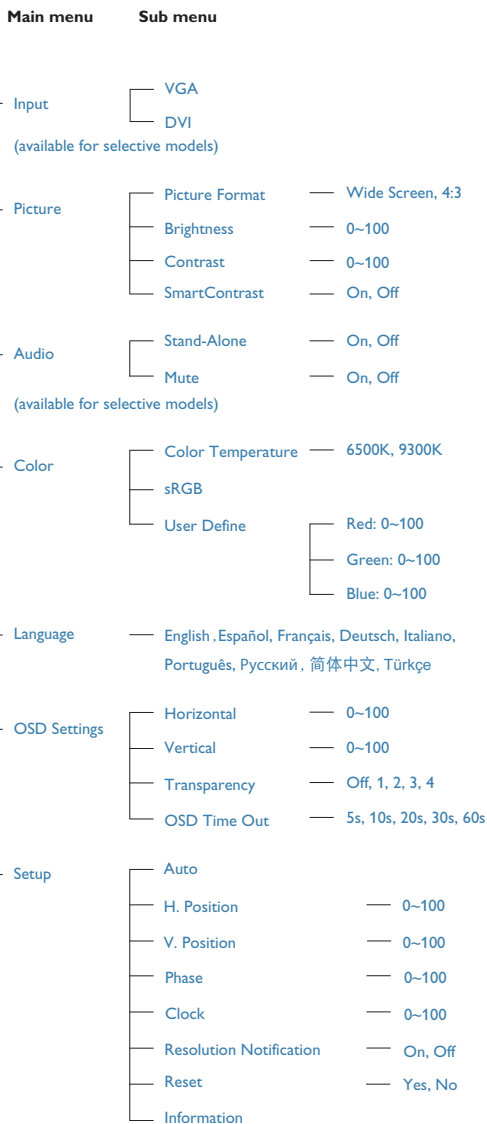 Main menu Sub menu
Input
VGA
DVI
(available for selective models)
Picture
Picture Format Wide Screen, 4:3
Brightness 0~100
Contrast 0~100
SmartContrast On, Off
Audio
Stand-Alone On, Off
Mute On, Off
(available for selective models)
Color
Color Temperature 6500K, 9300K
sRGB
User Define Red: 0~100
Green: 0~100
Blue: 0~100
Language English, Español, Français, Deutsch, Italiano,
Português, Русский, 简体中文, Türkçe
OSD Settings
Horizontal 0~100
Vertical 0~100
Transparency Off, 1, 2, 3, 4
OSD Time Out 5s, 10s, 20s, 30s, 60s
Setup
Auto
H. Position 0~100
V. Position 0~100
Phase 0~100
Clock 0~100
Resolution Notification On, Off
Reset Yes, No
Information